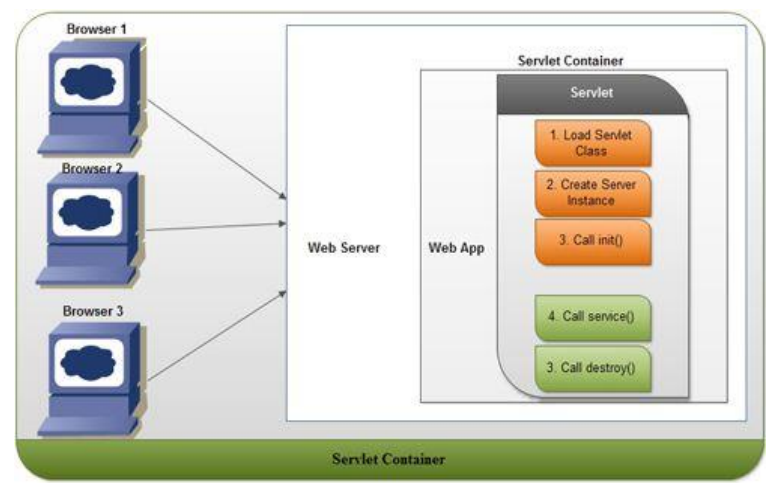 Browser 1
Browser 2
Browser 3
Web Server
Servlet Container
Web App
Servlet
1. Load Servlet
Class
2. Create Server
Instance
3. Call init()
4. Call service()
3. Call destroy()
Servlet Container